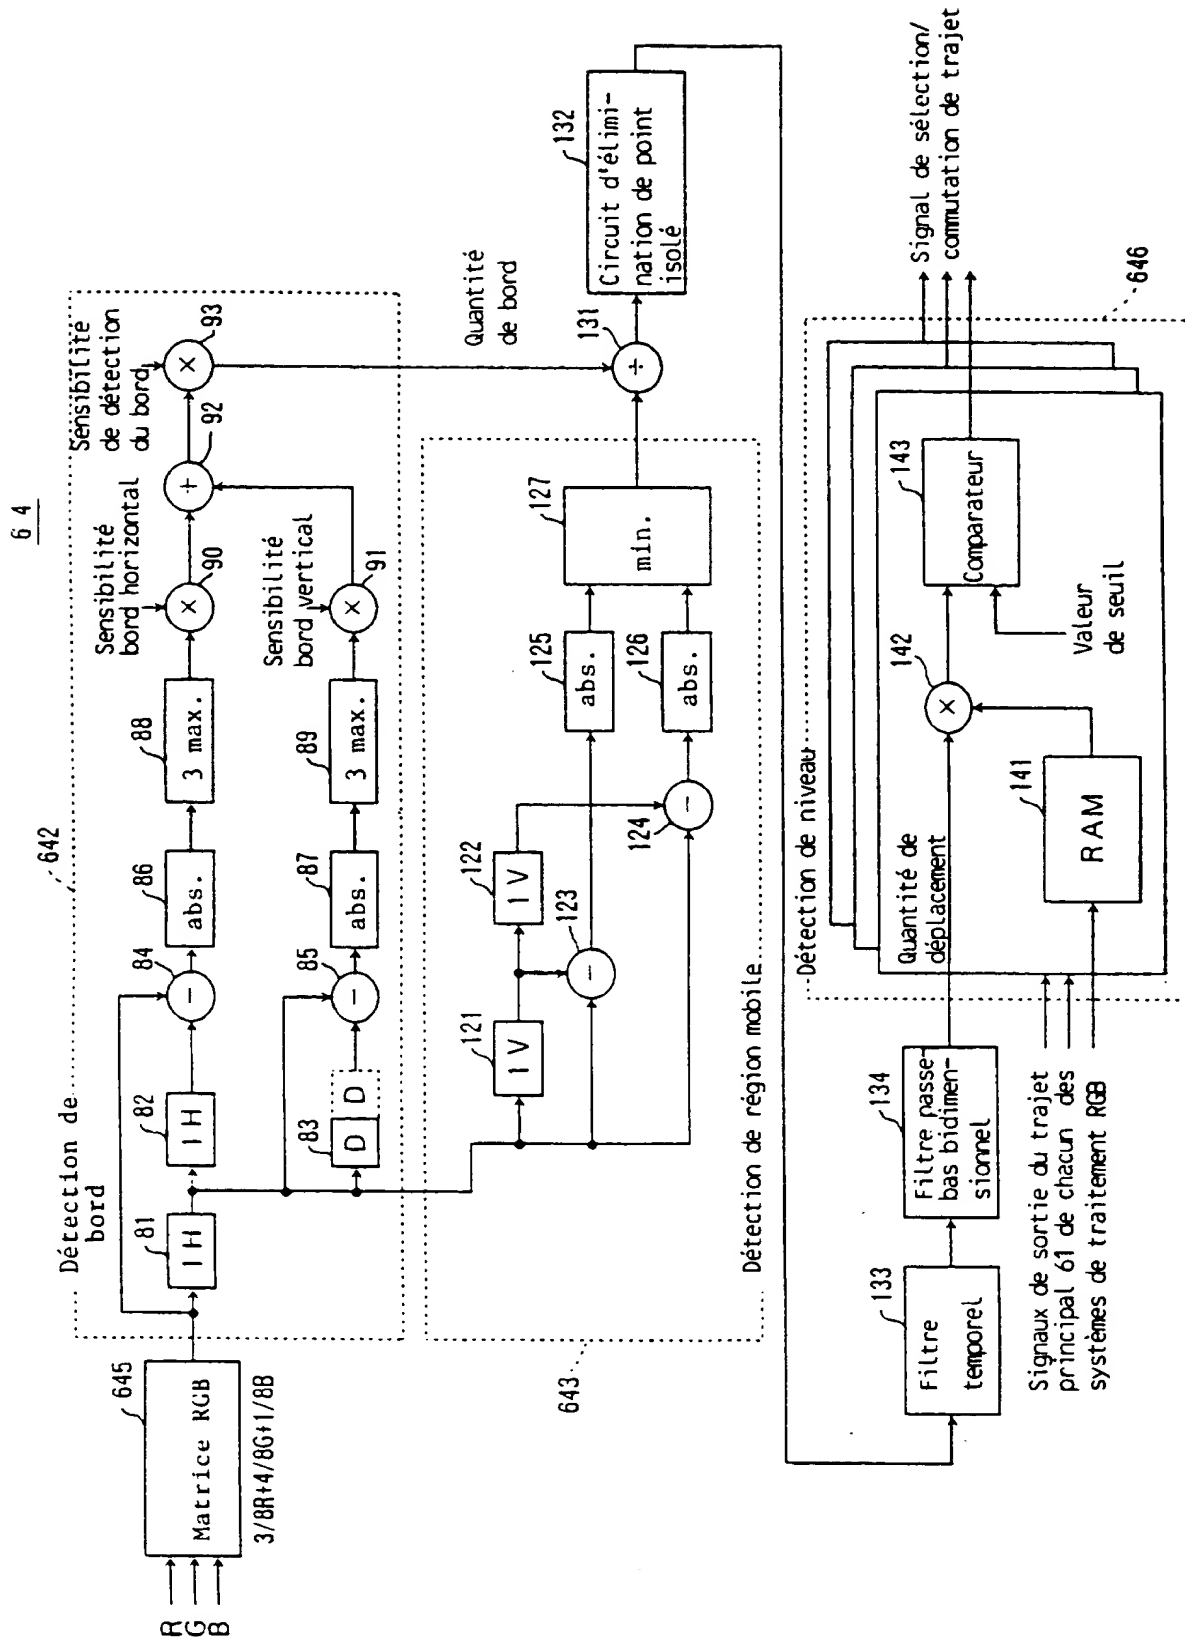 64
R
G
B
645
Matrice RGB
3/8R+4/8G+1/8B
Détection de
bord
642
81
1H
82
1H
84
-
86
abs.
88
3 max.
Sensibilité
bord horizontal
90
×
92
+
Sensibilité
de détection
du bord
93
×
83
D
D
85
-
87
abs.
89
3 max.
Sensibilité
bord vertical
91
×
Quantité
de bord
643
Détection de région mobile
121
1V
122
1V
123
-
124
-
125
abs.
126
abs.
127
min.
131
÷
132
Circuit d'élimi-
nation de point
isolé
133
Filtre
temporel
134
Filtre passe-
bas bidimen-
sionnel
Détection de niveau
646
Quantité de
déplacement
141
RAM
142
×
143
Comparateur
Valeur
de seuil
Signal de sélection/
commutation de trajet
Signaux de sortie du trajet
principal 61 de chacun des
systèmes de traitement RGB